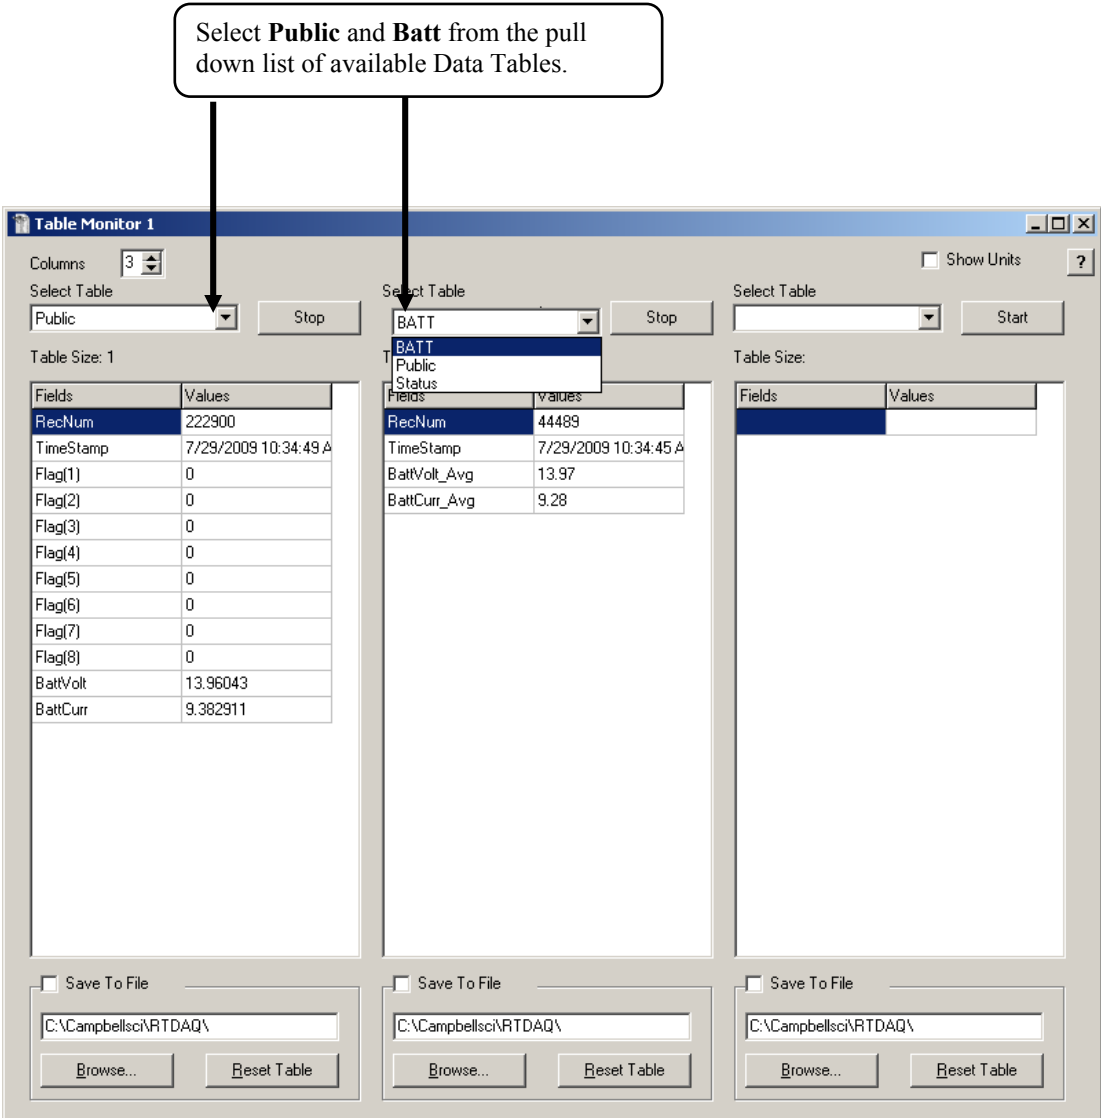 Select Public and Batt from the pull
down list of available Data Tables.
Table Monitor 1
Columns 3
Show Units ?
Select Table
Public
Stop
Table Size: 1
Fields Values
RecNum 222900
TimeStamp 7/29/2009 10:34:49 A
Flag(1) 0
Flag(2) 0
Flag(3) 0
Flag(4) 0
Flag(5) 0
Flag(6) 0
Flag(7) 0
Flag(8) 0
BattVolt 13.96043
BattCurr 9.382911
Save To File
C:\Campbellsci\RTDAQ\
Browse... Reset Table
Select Table
BATT
Stop
BATT
Public
Status
T
Fields Values
RecNum 44489
TimeStamp 7/29/2009 10:34:45 A
BattVolt_Avg 13.97
BattCurr_Avg 9.28
Save To File
C:\Campbellsci\RTDAQ\
Browse... Reset Table
Select Table
Start
Table Size:
Fields Values
Save To File
C:\Campbellsci\RTDAQ\
Browse... Reset Table